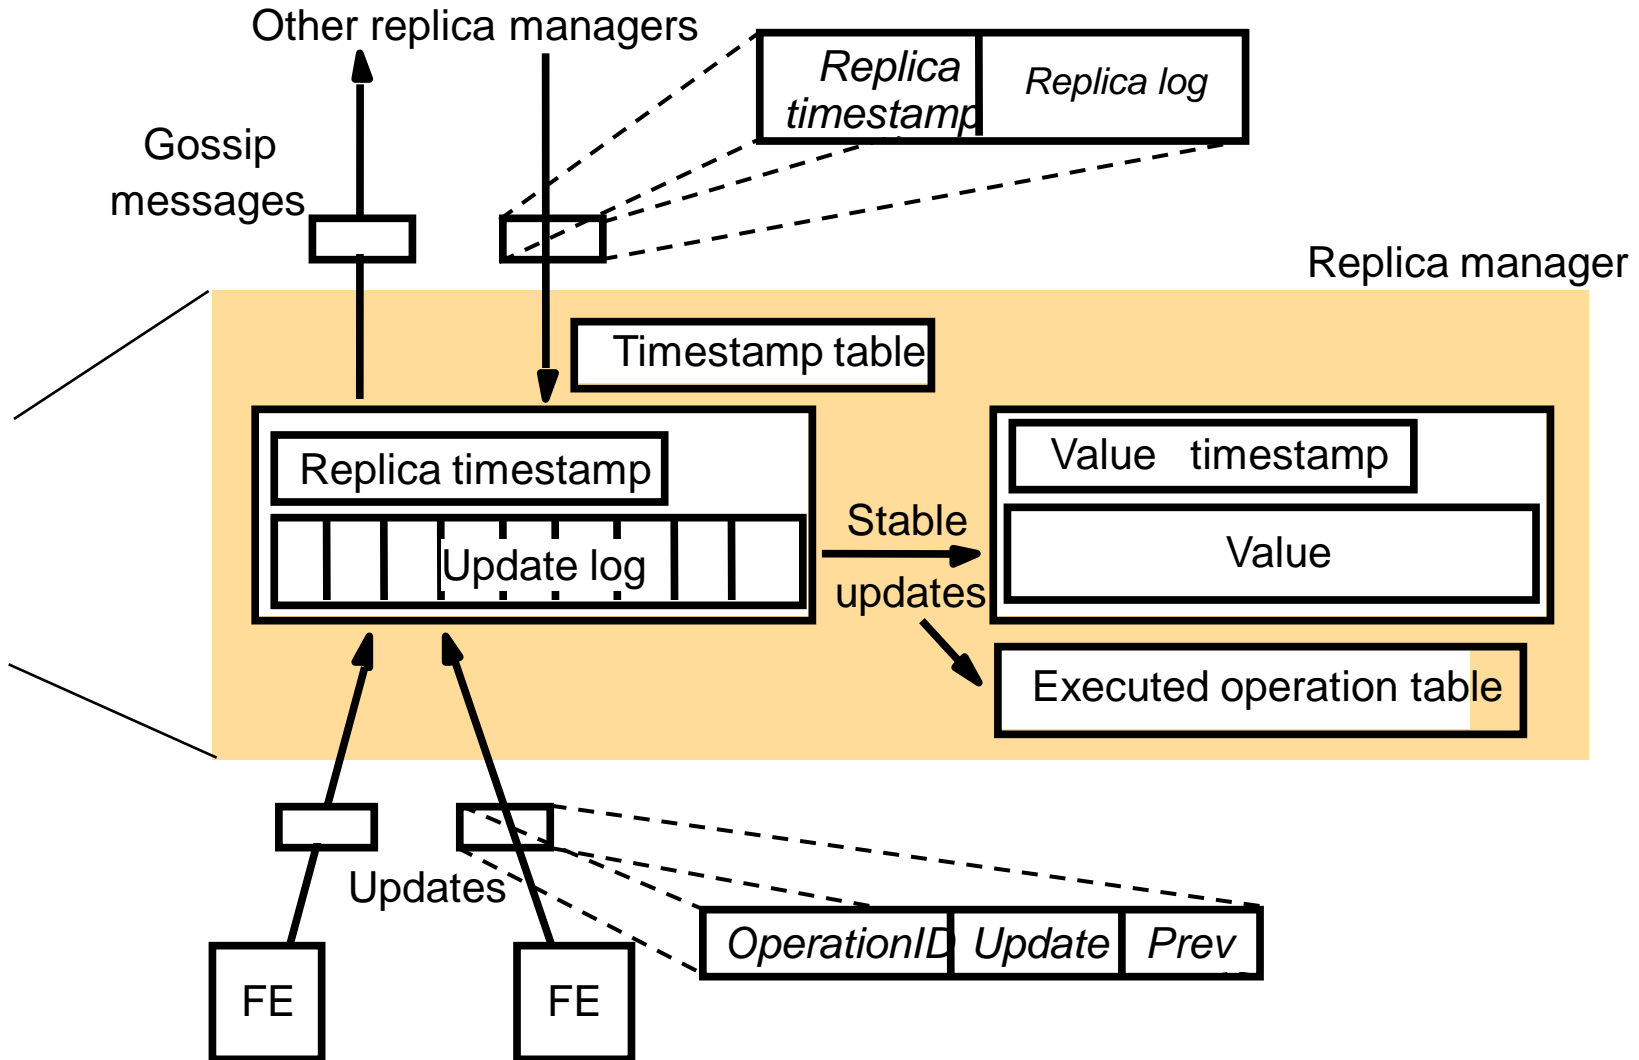 Other replica managers
Replica
timestamp
Replica log
Gossip
messages
Replica manager
Timestamp table
Replica timestamp
Update log
Stable
updates
Value timestamp
Value
Executed operation table
Updates
OperationID
Update
Prev
FE
FE